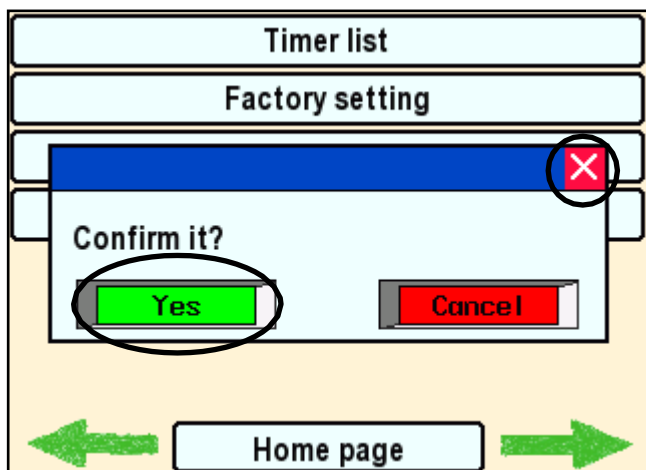 Timer list
Factory setting
Confirm it?
Yes
Cancel
Home page